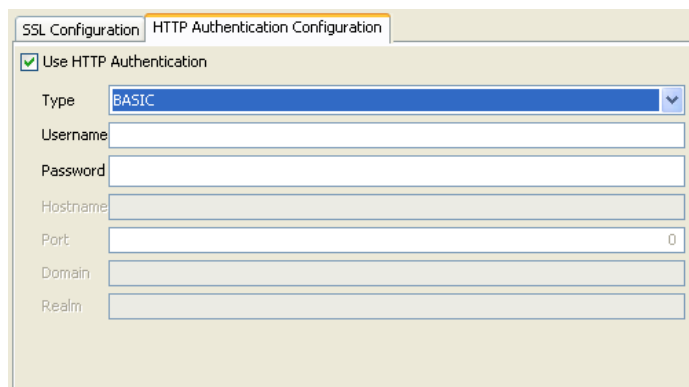 SSL Configuration HTTP Authentication Configuration
Use HTTP Authentication
Type BASIC
Username
Password
Hostname
Port 0
Domain
Realm